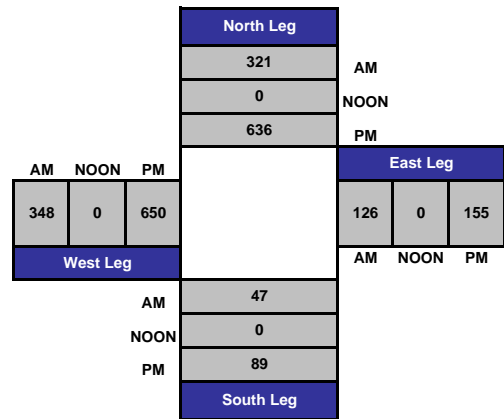 North Leg
321 AM
0 NOON
636 PM
AM NOON PM East Leg
348 0 650 126 0 155
West Leg AM NOON PM
AM 47
NOON 0
PM 89
South Leg